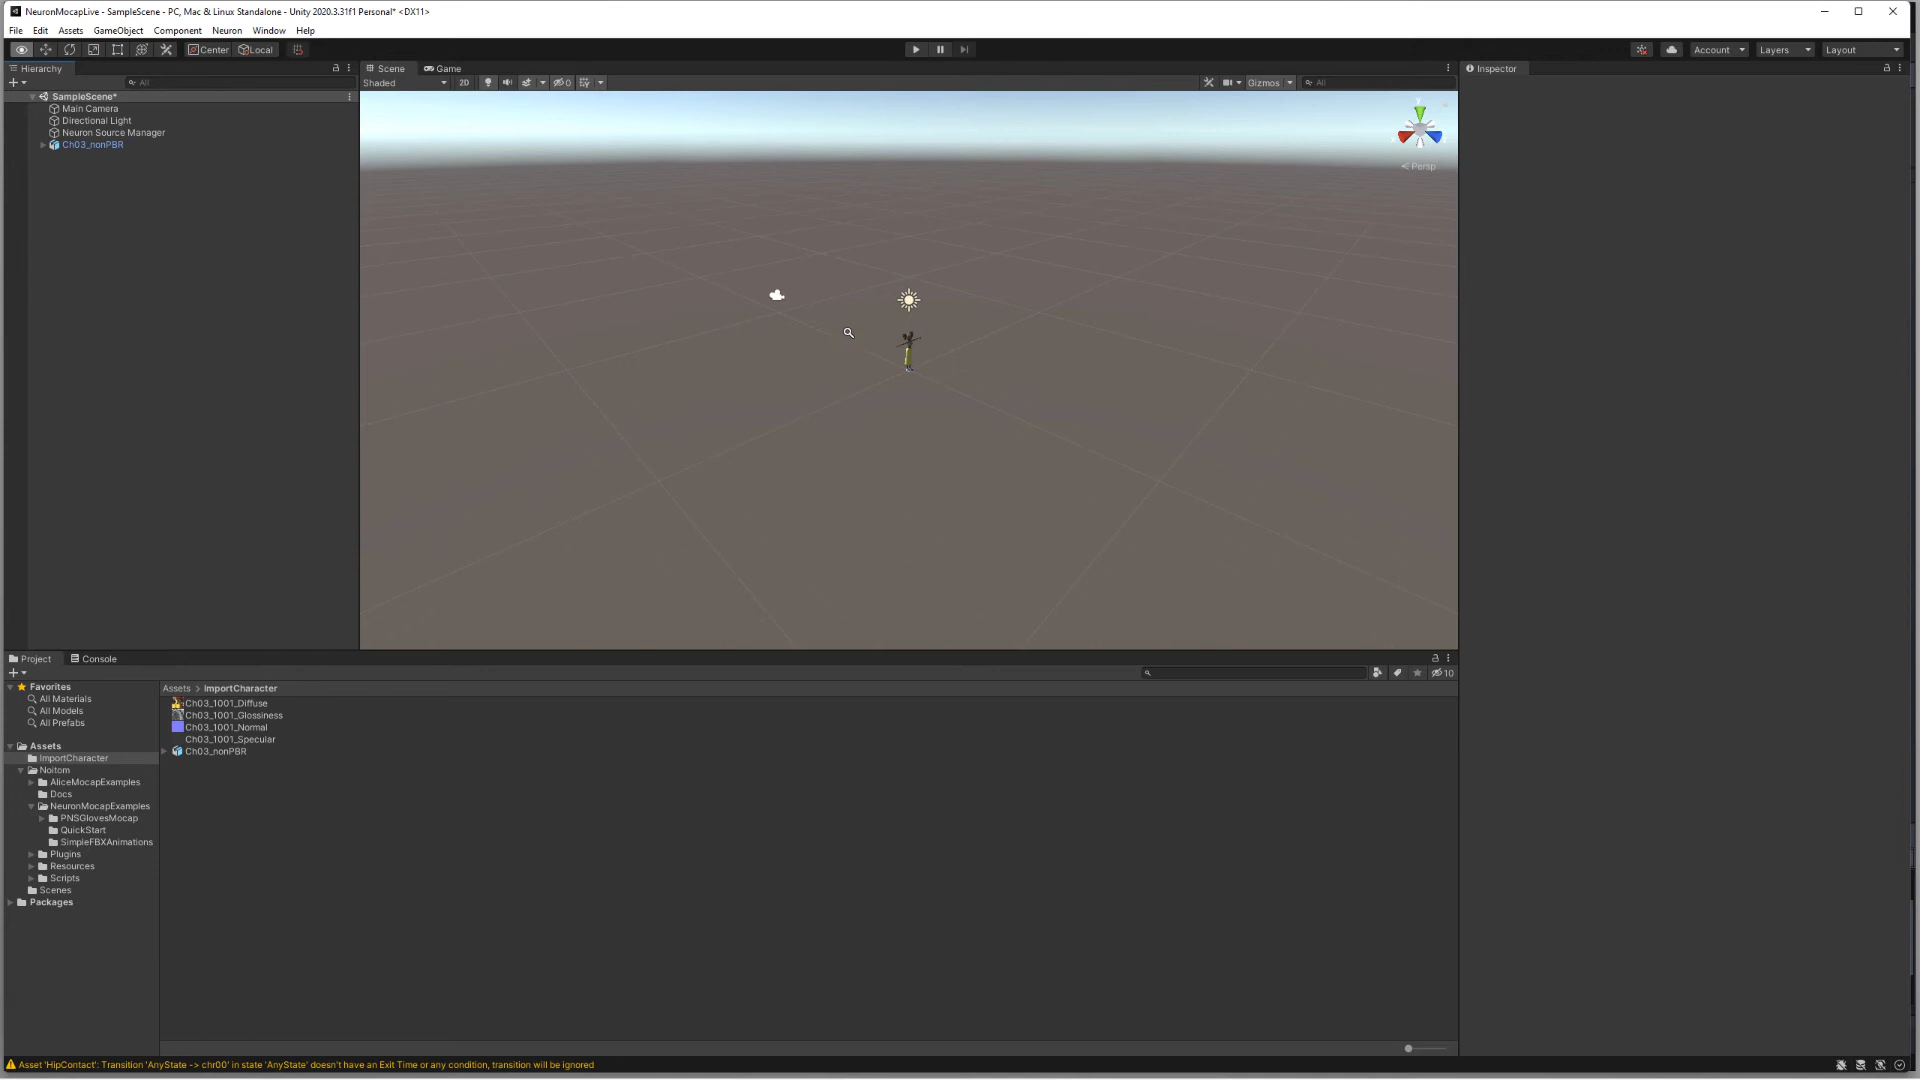 NeuronMocapLive - SampleScene - PC, Mac & Linux Standalone - Unity 2020.3.31f1 Personal* <DX11>
File Edit Assets GameObject Component Neuron Window Help
Center Local Account Layers Layout
Hierarchy
All
SampleScene*
Main Camera
Directional Light
Neuron Source Manager
Ch03_nonPBR
Scene Game
Shaded 2D 0 Gizmos All
y
Persp
Inspector
Project Console
10
Favorites
All Materials
All Models
All Prefabs
Assets
ImportCharacter
Noitom
AliceMocapExamples
Docs
NeuronMocapExamples
PNSGlovesMocap
QuickStart
SimpleFBXAnimations
Plugins
Resources
Scripts
Scenes
Packages
Assets > ImportCharacter
Ch03_1001_Diffuse
Ch03_1001_Glossiness
Ch03_1001_Normal
Ch03_1001_Specular
Ch03_nonPBR
Asset 'HipContact': Transition 'AnyState -> chr00' in state 'AnyState' doesn't have an Exit Time or any condition, transition will be ignored